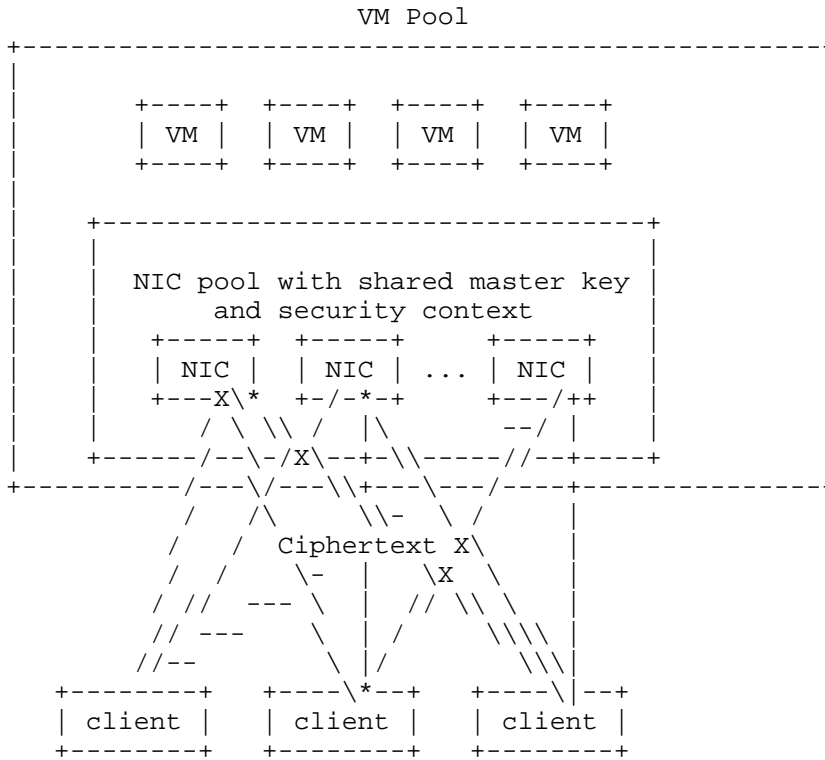 VM Pool
VM VM VM VM
NIC pool with shared master key
and security context
NIC NIC ... NIC
Ciphertext
client client client